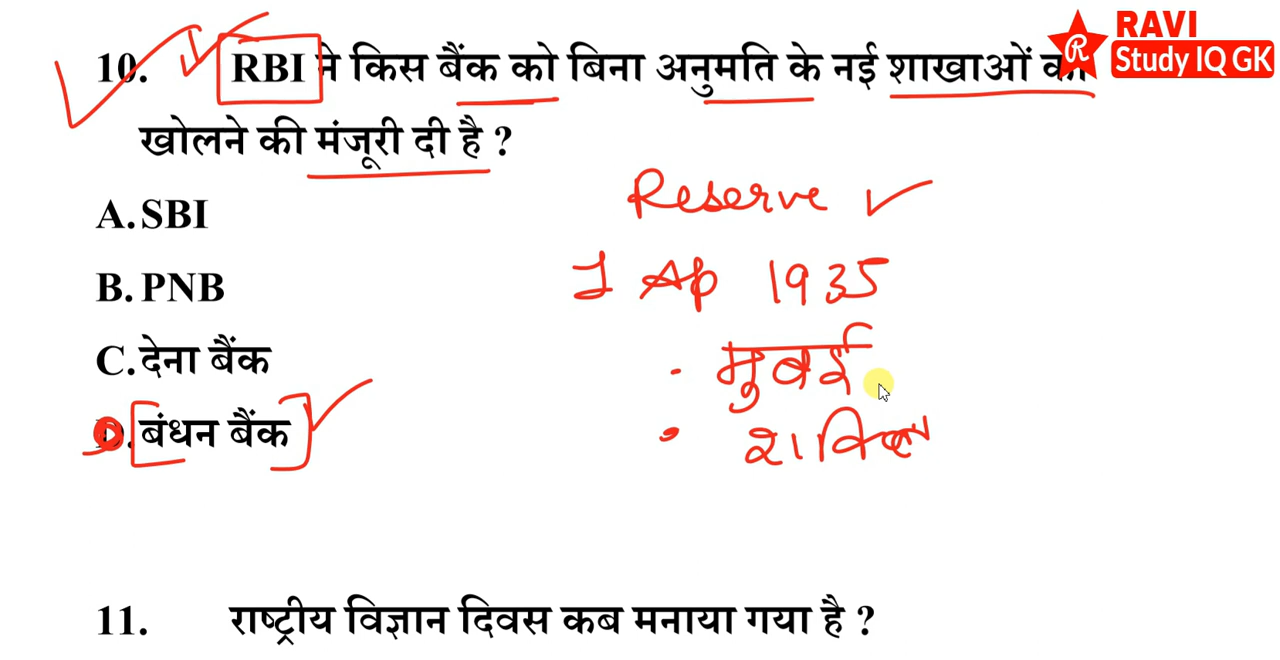 RAVI
Study IQ GK
10. RBI ने किस बैंक को बिना अनुमति के नई शाखाओं को
खोलने की मंजूरी दी है ?
Reserve
A. SBI
1 Ap 1935
B. PNB
C. देना बैंक
मुबई
D. बंधन बैंक
11. राष्ट्रीय विज्ञान दिवस कब मनाया गया है ?